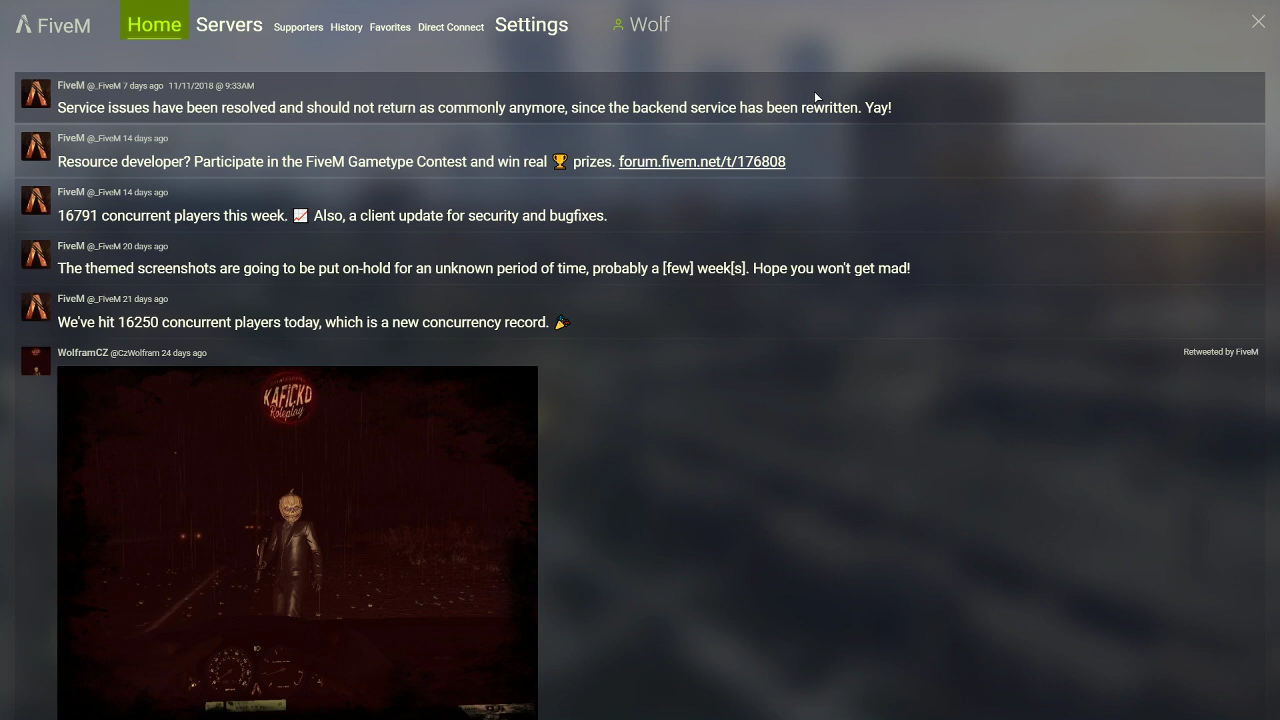 FiveM
Home Servers Supporters History Favorites Direct Connect Settings Wolf
FiveM @_FiveM 7 days ago 11/11/2018 @ 9:33AM
Service issues have been resolved and should not return as commonly anymore, since the backend service has been rewritten. Yay!
FiveM @_FiveM 14 days ago
Resource developer? Participate in the FiveM Gametype Contest and win real 🏆 prizes. forum.fivem.net/t/176808
FiveM @_FiveM 14 days ago
16791 concurrent players this week. 📈 Also, a client update for security and bugfixes.
FiveM @_FiveM 20 days ago
The themed screenshots are going to be put on-hold for an unknown period of time, probably a [few] week[s]. Hope you won't get mad!
FiveM @_FiveM 21 days ago
We've hit 16250 concurrent players today, which is a new concurrency record. 🎉
WolframCZ @CzWolfram 24 days ago
Retweeted by FiveM
KAFICKO
Roleplay